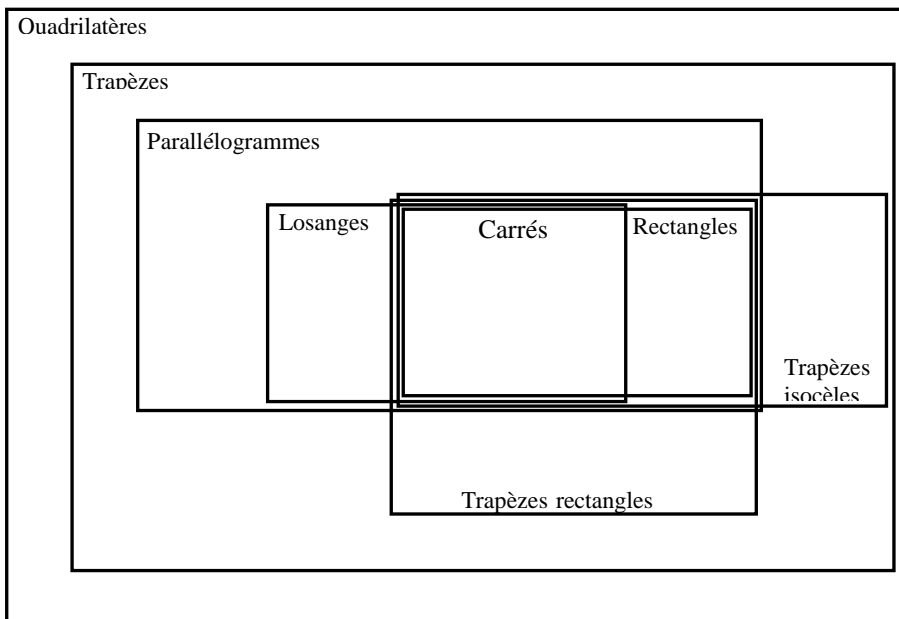 Quadrilatères
Trapèzes
Parallélogrammes
Losanges
Carrés
Rectangles
Trapèzes
isocèles
Trapèzes rectangles